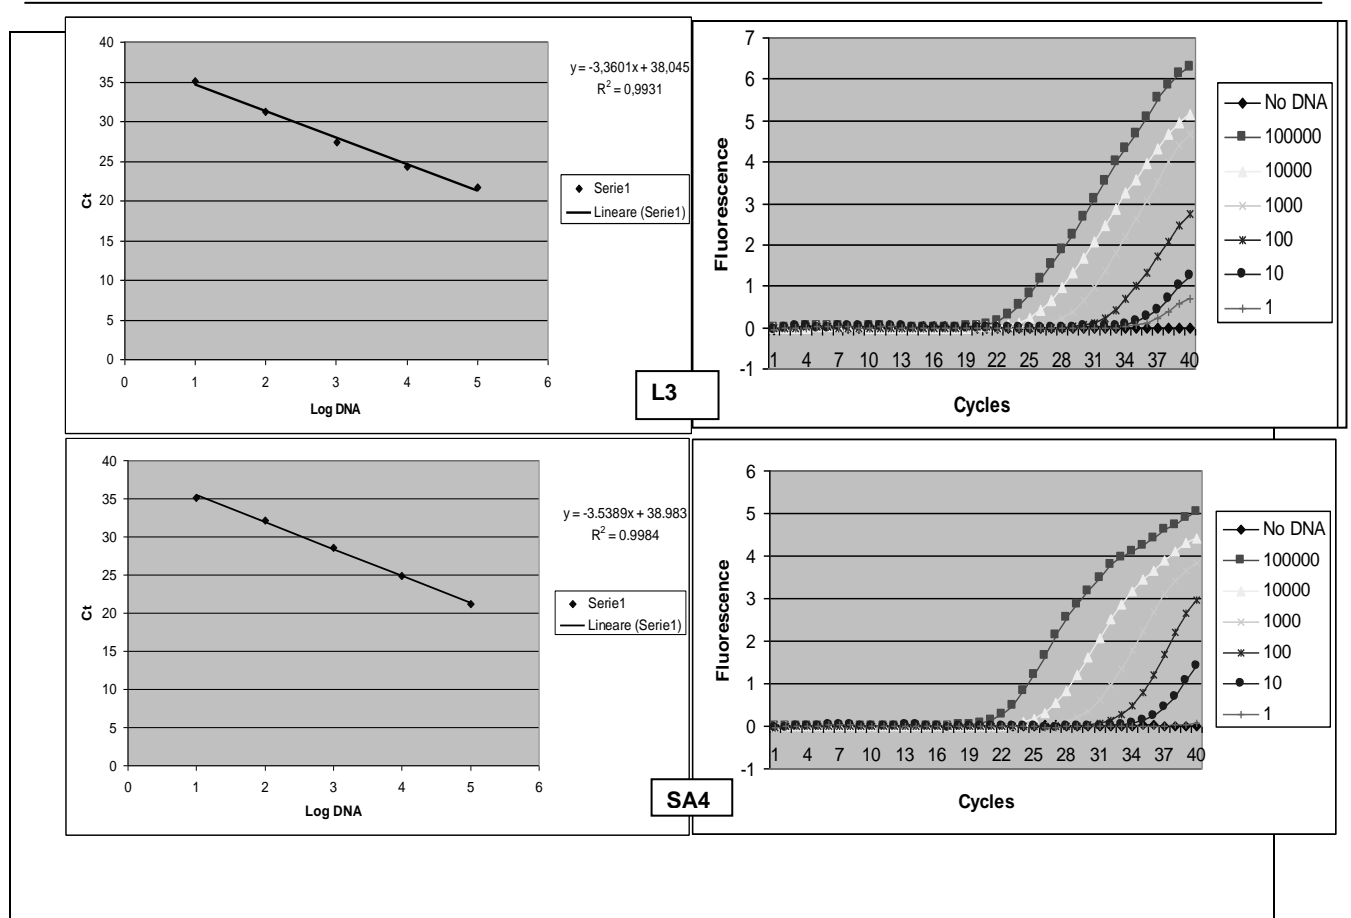 40
35
30
25
20
15
10
5
0
Ct
0 1 2 3 4 5 6
Log DNA
y = -3,3601x + 38,045
R² = 0,9931
Serie1
Lineare (Serie1)
L3
7
6
5
4
3
2
1
0
-1
Fluorescence
1 4 7 10 13 16 19 22 25 28 31 34 37 40
Cycles
No DNA
100000
10000
1000
100
10
1
40
35
30
25
20
15
10
5
0
Ct
0 1 2 3 4 5 6
Log DNA
y = -3.5389x + 38.983
R² = 0.9984
Serie1
Lineare (Serie1)
SA4
6
5
4
3
2
1
0
-1
Fluorescence
1 4 7 10 13 16 19 22 25 28 31 34 37 40
Cycles
No DNA
100000
10000
1000
100
10
1